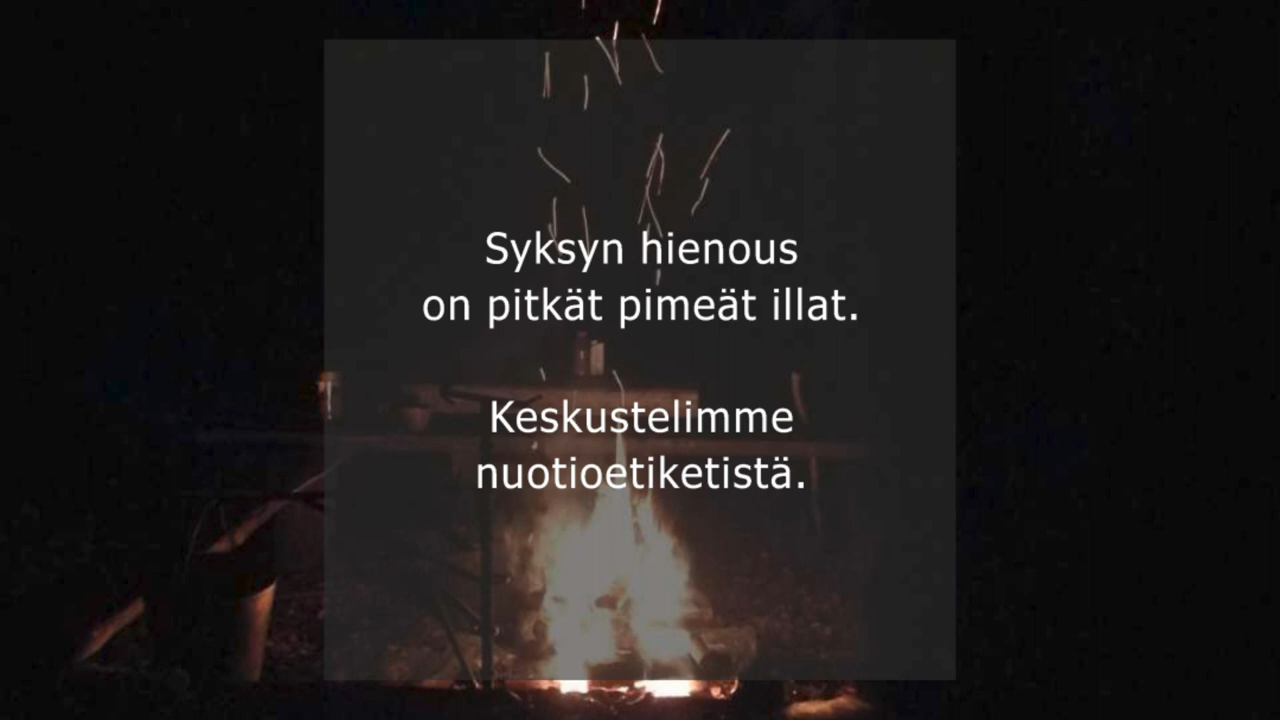 Syksyn hienous
on pitkät pimeät illat.
Keskustelimme
nuotioetiketistä.